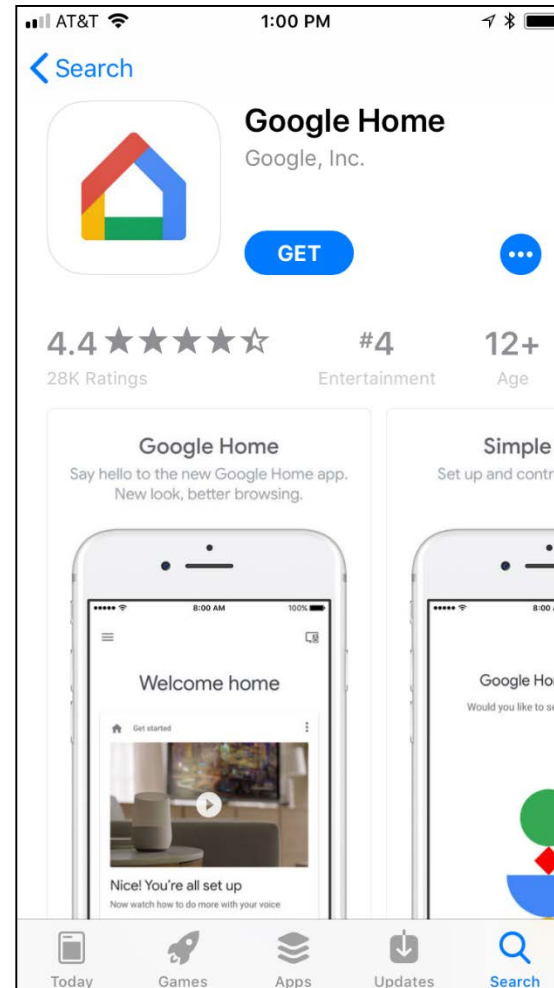 AT&T 1:00 PM
Search
Google Home
Google, Inc.
GET
4.4 #4 12+
28K Ratings Entertainment Age
Google Home
Say hello to the new Google Home app.
New look, better browsing.
8:00 AM 100%
Welcome home
Get started
Nice! You're all set up
Now watch how to do more with your voice
Simple
Set up and contr
8:00
Google Ho
Would you like to se
Today Games Apps Updates Search